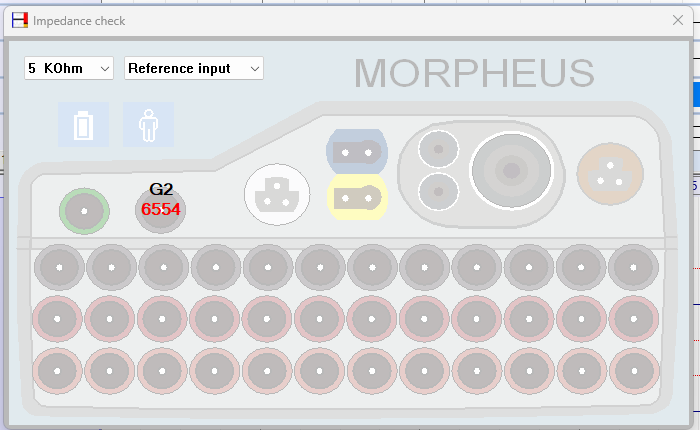 Impedance check
5 KOhm
Reference input
MORPHEUS
G2
6554